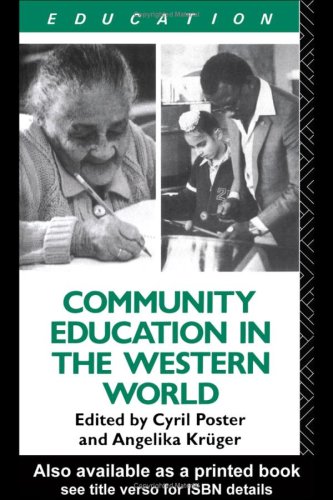 EDUCATION
COMMUNITY
EDUCATION IN
THE WESTERN
WORLD
Edited by Cyril Poster
and Angelika Krüger
Also available as a printed book
see title verso for ISBN details